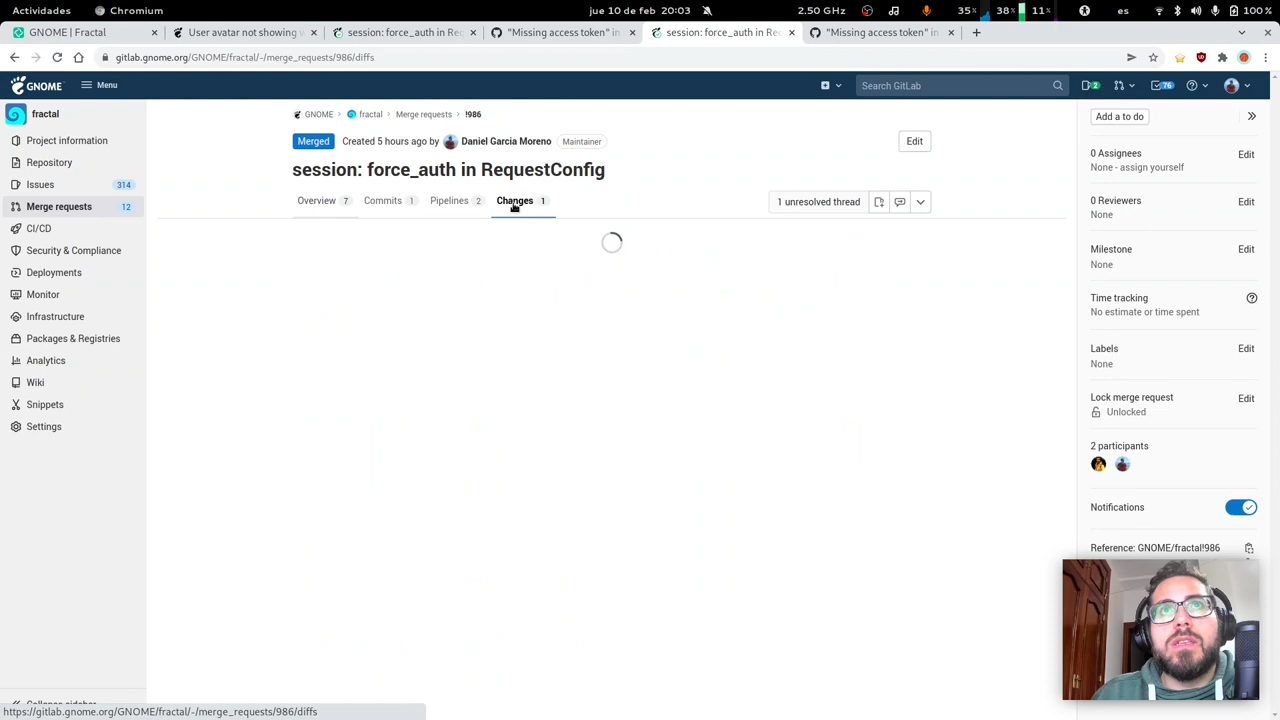 Actividades
Chromium
jue 10 de feb 20:03
2.50 GHz
35%
38%
11%
es
100 %
GNOME | Fractal
User avatar not showing v
session: force_auth in Re
"Missing access token" in
session: force_auth in Rec
"Missing access token" in
gitlab.gnome.org/GNOME/fractal/-/merge_requests/986/diffs
GNOME
Menu
Search GitLab
2
76
fractal
Project information
Repository
Issues 314
Merge requests 12
CI/CD
Security & Compliance
Deployments
Monitor
Infrastructure
Packages & Registries
Analytics
Wiki
Snippets
Settings
GNOME > fractal > Merge requests > !986
Merged Created 5 hours ago by Daniel Garcia Moreno Maintainer
Edit
session: force_auth in RequestConfig
Overview 7
Commits 1
Pipelines 2
Changes 1
1 unresolved thread
Add a to do
0 Assignees Edit
None - assign yourself
0 Reviewers Edit
None
Milestone Edit
None
Time tracking
No estimate or time spent
Labels Edit
None
Lock merge request Edit
Unlocked
2 participants
Notifications
Reference: GNOME/fractal!986
https://gitlab.gnome.org/GNOME/fractal/-/merge_requests/986/diffs